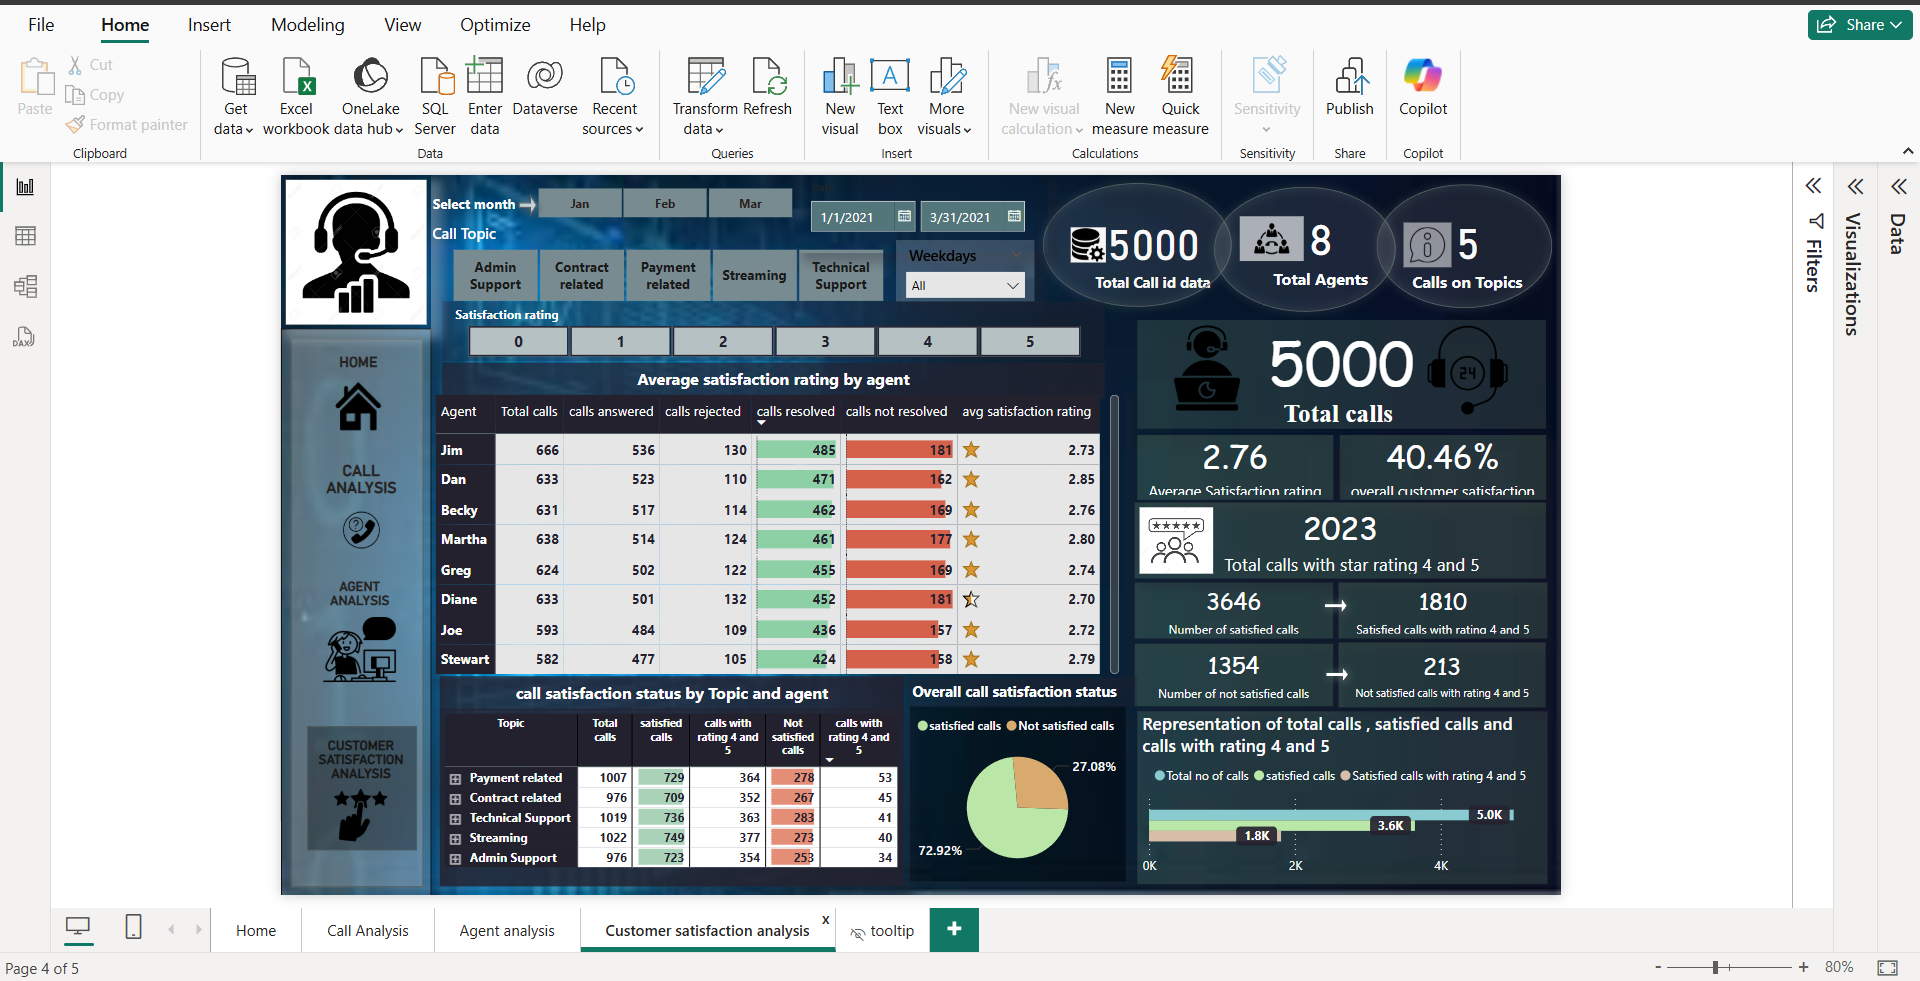 File Home Insert Modeling View Optimize Help Share
Paste Cut
Copy
Format painter
Clipboard
Get data Excel workbook OneLake data hub SQL Server Enter data Dataverse Recent sources
Data
Transform data Refresh
Queries
New visual Text box More visuals
Insert
New visual calculation New measure Quick measure
Calculations
Sensitivity
Sensitivity
Publish
Share
Copilot
Copilot
Select month Jan Feb Mar
1/1/2021 3/31/2021
Call Topic
Admin Support Contract related Payment related Streaming Technical Support
Weekdays
All
5000
Total Call id data
8
Total Agents
5
Calls on Topics
Satisfaction rating
0 1 2 3 4 5
HOME
CALL ANALYSIS
AGENT ANALYSIS
CUSTOMER SATISFACTION ANALYSIS
Average satisfaction rating by agent
Agent Total calls calls answered calls rejected calls resolved calls not resolved avg satisfaction rating
Jim 666 536 130 485 181 2.73
Dan 633 523 110 471 162 2.85
Becky 631 517 114 462 169 2.76
Martha 638 514 124 461 177 2.80
Greg 624 502 122 455 169 2.74
Diane 633 501 132 452 181 2.70
Joe 593 484 109 436 157 2.72
Stewart 582 477 105 424 158 2.79
call satisfaction status by Topic and agent
Topic Total calls satisfied calls calls with rating 4 and 5 Not satisfied calls calls with rating 4 and 5
Payment related 1007 729 364 278 53
Contract related 976 709 352 267 45
Technical Support 1019 736 363 283 41
Streaming 1022 749 377 273 40
Admin Support 976 723 354 253 34
Overall call satisfaction status
satisfied calls Not satisfied calls
27.08%
72.92%
5000
24
Total calls
2.76
Average Satisfaction rating
40.46%
overall customer satisfaction
2023
Total calls with star rating 4 and 5
3646
Number of satisfied calls
1810
Satisfied calls with rating 4 and 5
1354
Number of not satisfied calls
213
Not satisfied calls with rating 4 and 5
Representation of total calls , satisfied calls and
calls with rating 4 and 5
Total no of calls satisfied calls Satisfied calls with rating 4 and 5
5.0K
3.6K
1.8K
0K 2K 4K
Filters
Visualizations
Data
DAX
Home Call Analysis Agent analysis Customer satisfaction analysis x tooltip +
Page 4 of 5
- + 80%